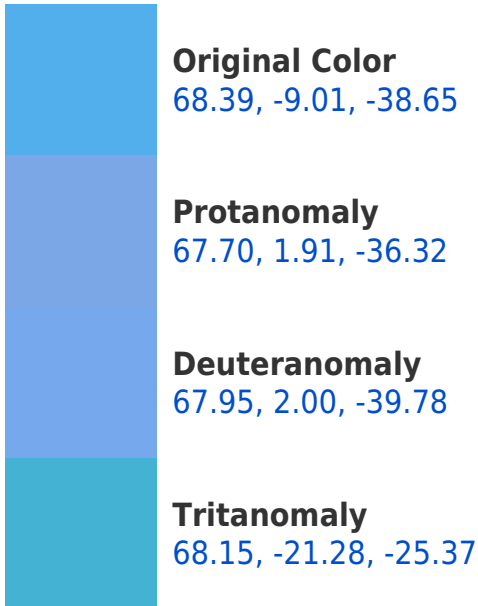 Original Color
68.39, -9.01, -38.65
Protanomaly
67.70, 1.91, -36.32
Deuteranomaly
67.95, 2.00, -39.78
Tritanomaly
68.15, -21.28, -25.37